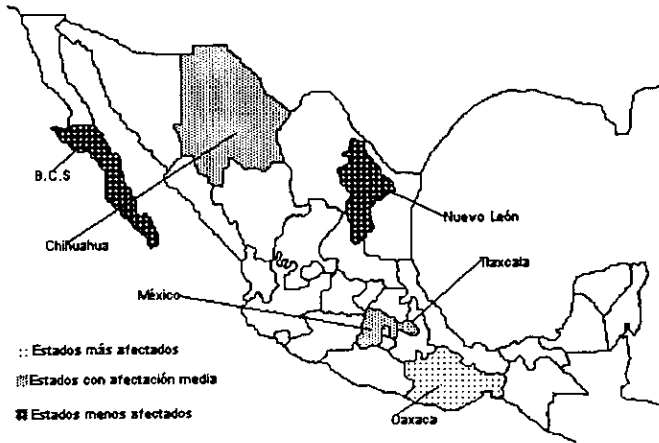 B.C.S
Nuevo León
Chihuahua
Tlaxcala
México
Estados más afectados
Estados con afectación media
Estados menos afectados
Oaxaca